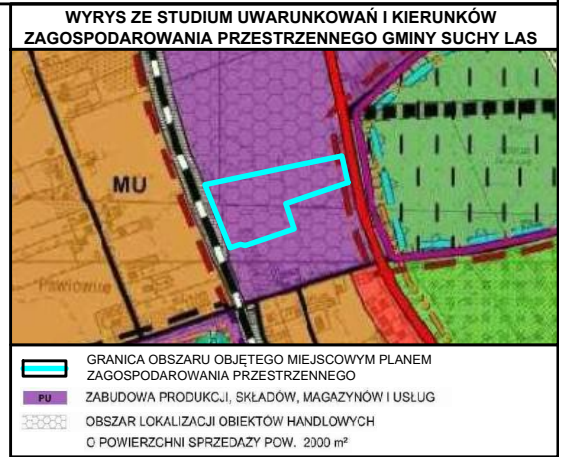 WYRYS ZE STUDIUM UWARUNKOWAŃ I KIERUNKÓW
ZAGOSPODAROWANIA PRZESTRZENNEGO GMINY SUCHY LAS
MU
GRANICA OBSZARU OBJĘTEGO MIEJSCOWYM PLANEM
ZAGOSPODAROWANIA PRZESTRZENNEGO
PU ZABUDOWA PRODUKCJI, SKŁADÓW, MAGAZYNÓW I USŁUG
OBSZAR LOKALIZACJI OBIEKTÓW HANDLOWYCH
O POWIERZCHNI SPRZEDAŻY POW. 2000 m²